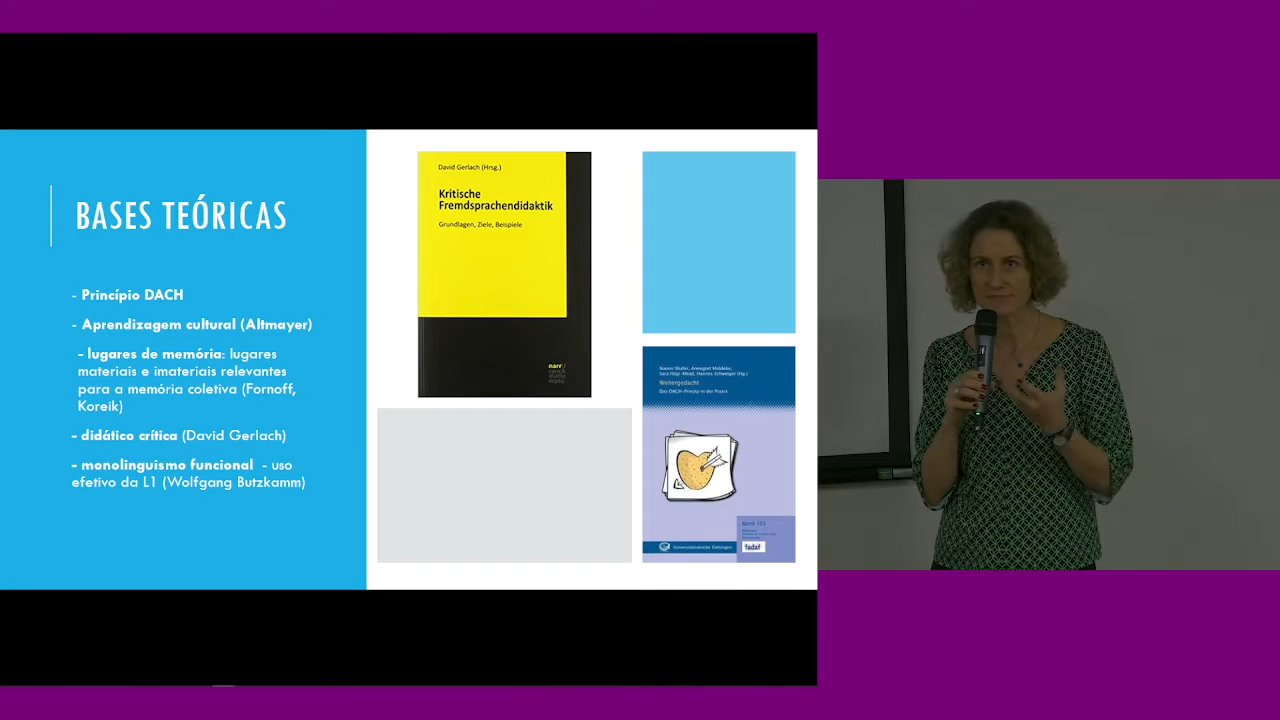 BASES TEÓRICAS
- Princípio DACH
- Aprendizagem cultural (Altmayer)
- lugares de memória: lugares
materiais e imateriais relevantes
para a memória coletiva (Fornoff,
Koreik)
- didático crítica (David Gerlach)
- monolinguismo funcional - uso
efetivo da L1 (Wolfgang Butzkamm)
David Gerlach (Hrsg.)
Kritische
Fremdsprachendidaktik
Grundlagen, Ziele, Beispiele
narr
Naomi Shafer, Annegret Middeke,
Sara Hägi-Mead, Hannes Schweiger (Hg.)
Weitergedacht
Das DACH-Prinzip in der Praxis
Band 103
Universitätsverlag Göttingen
fadaf